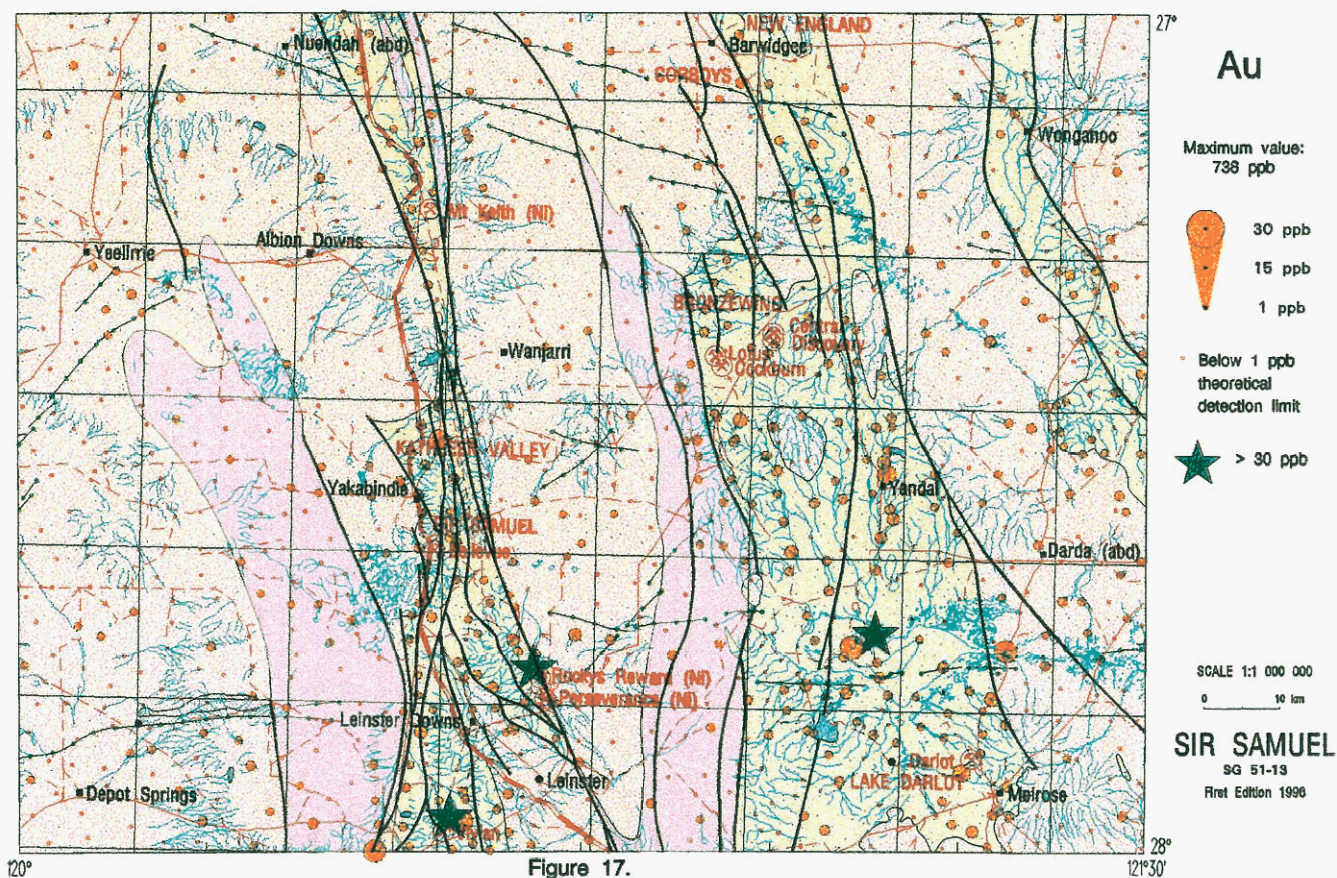 27°
Au
NEW ENGLAND
Nuendah (abd)
Barwidgee
CORBOYS
Wonganoo
Maximum value:
738 ppb
Mt Keith (Ni)
30 ppb
15 ppb
1 ppb
Yeelirrie
Albion Downs
BRONZEWING
Central
Discovery
Lotus
Cockburn
Wanjarri
Below 1 ppb
theoretical
detection limit
KATHLEEN VALLEY
> 30 ppb
Yakabindie
Yandal
SIR SAMUEL
Bellevue
Darda (abd)
Rockys Reward (Ni)
Perseverance (Ni)
SCALE 1:1 000 000
0 10 km
Leinster Downs
SIR SAMUEL
SG 51-13
First Edition 1996
Leinster
Darlot
LAKE DARLOT
Depot Springs
Melrose
28°
120°
Figure 17.
121°30'